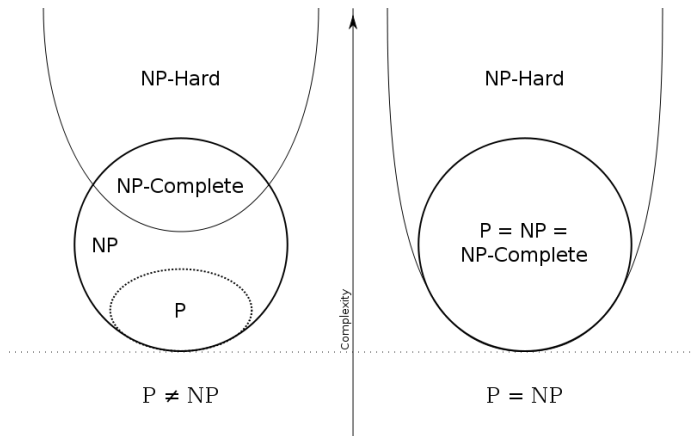 NP-Hard
NP-Complete
NP
P
P ≠ NP
Complexity
NP-Hard
P = NP =
NP-Complete
P = NP